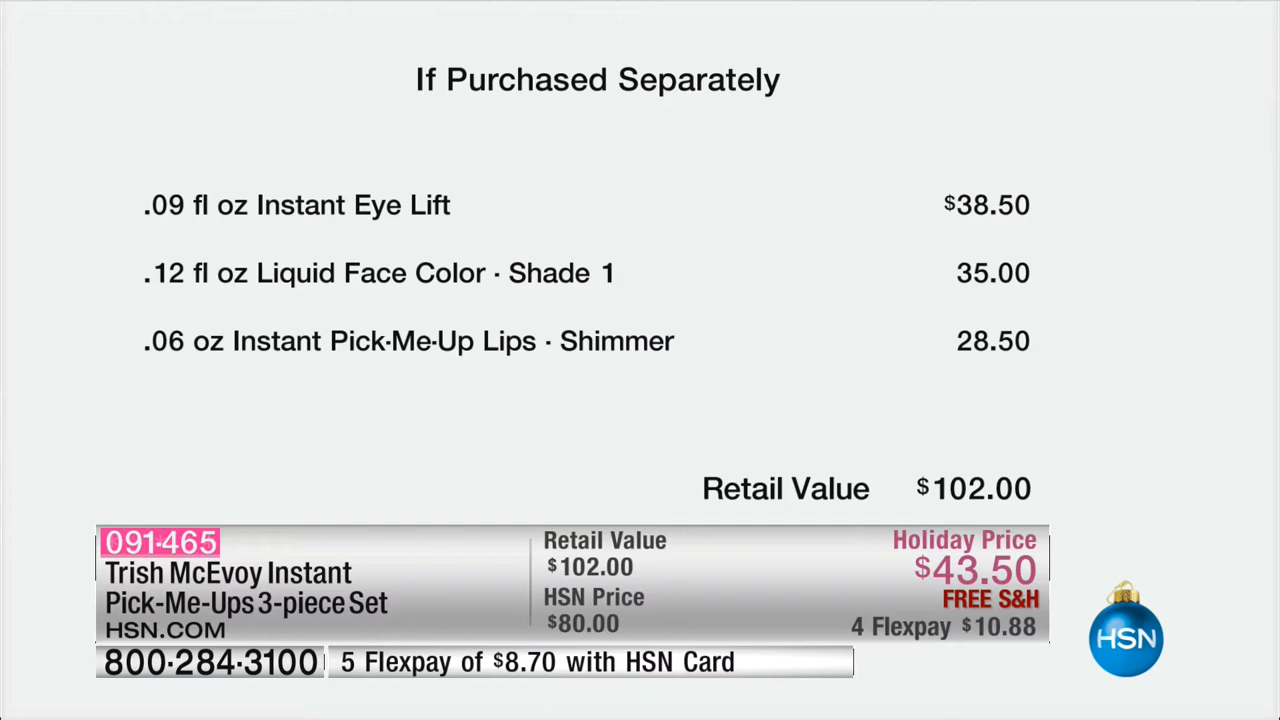 If Purchased Separately
.09 fl oz Instant Eye Lift $38.50
.12 fl oz Liquid Face Color · Shade 1 35.00
.06 oz Instant Pick·Me·Up Lips · Shimmer 28.50
Retail Value $102.00
091·465
Trish McEvoy Instant
Pick-Me-Ups 3-piece Set
HSN.COM
Retail Value
$102.00
HSN Price
$80.00
Holiday Price
$43.50
FREE S&H
4 Flexpay $10.88
800·284·3100
5 Flexpay of $8.70 with HSN Card
HSN